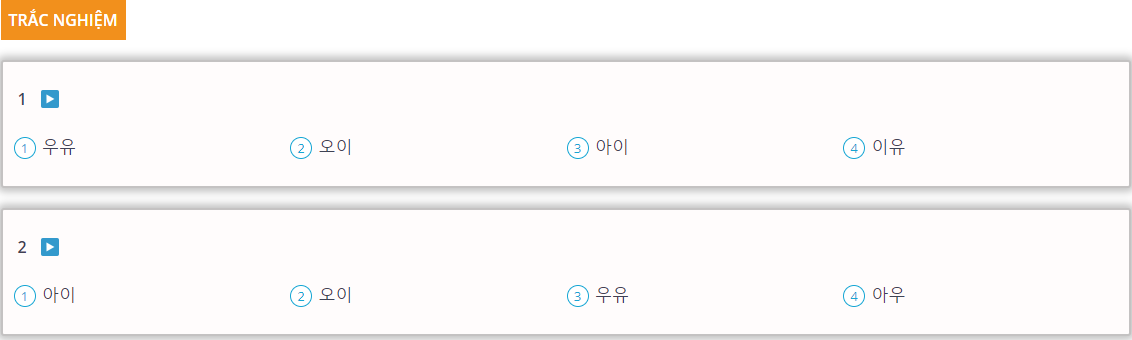 TRẮC NGHIỆM
1
① 우유 ② 오이 ③ 아이 ④ 이유
2
① 아이 ② 오이 ③ 우유 ④ 아우